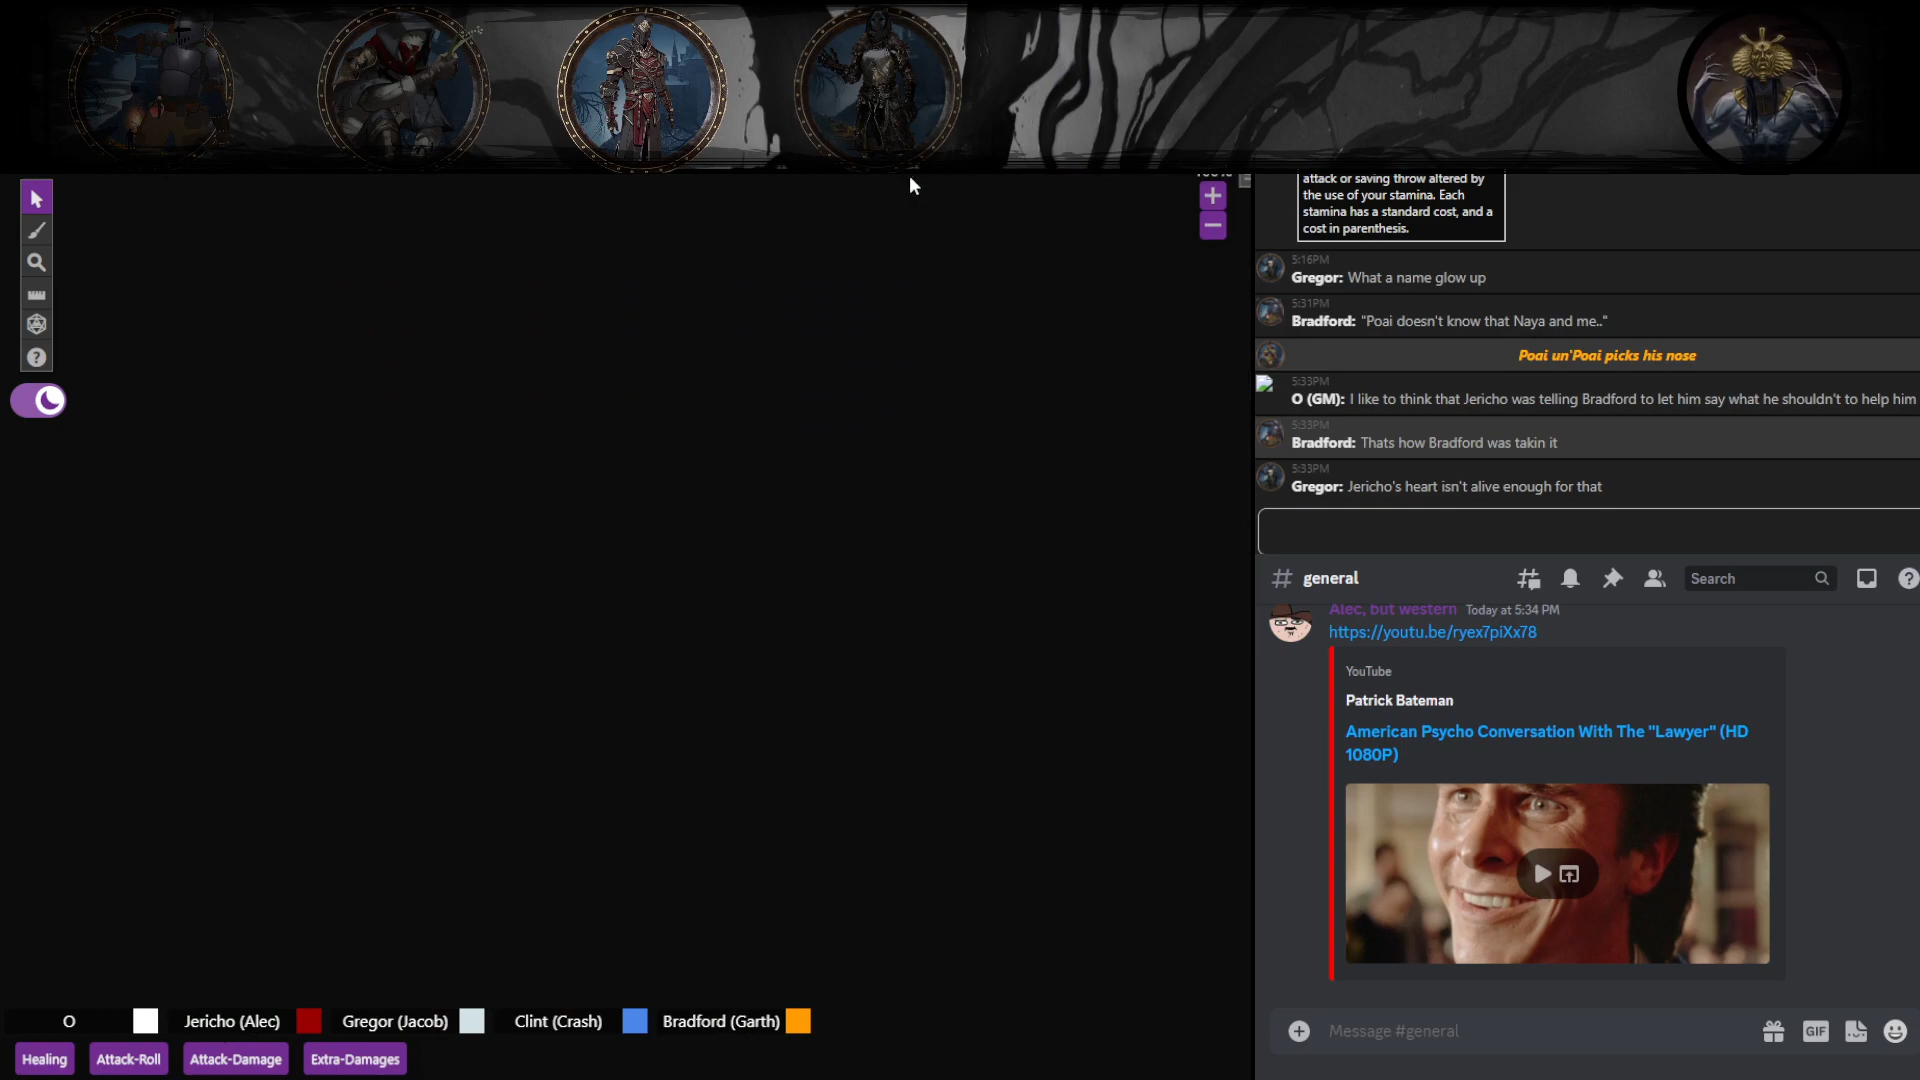 attack or saving throw altered by
the use of your stamina. Each
stamina has a standard cost, and a
cost in parenthesis.
5:16PM
Gregor: What a name glow up
5:31PM
Bradford: "Poai doesn't know that Naya and me.."
Poai un'Poai picks his nose
5:33PM
O (GM): I like to think that Jericho was telling Bradford to let him say what he shouldn't to help him
5:33PM
Bradford: Thats how Bradford was takin it
5:33PM
Gregor: Jericho's heart isn't alive enough for that
general
Search
Alec, but western Today at 5:34 PM
https://youtu.be/ryex7piXx78
YouTube
Patrick Bateman
American Psycho Conversation With The "Lawyer" (HD
1080P)
Message #general
GIF
O
Jericho (Alec)
Gregor (Jacob)
Clint (Crash)
Bradford (Garth)
Healing
Attack-Roll
Attack-Damage
Extra-Damages